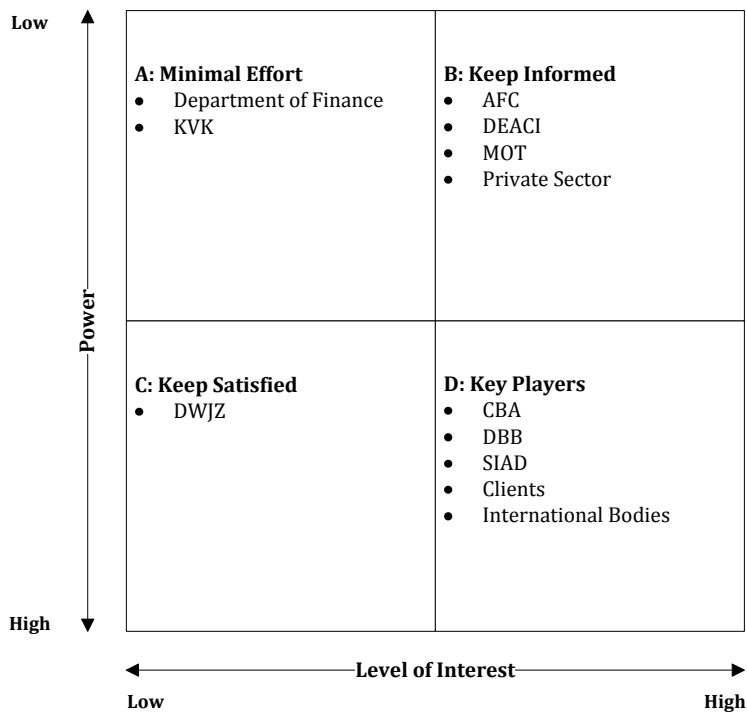 Low
A: Minimal Effort
• Department of Finance
• KVK
B: Keep Informed
• AFC
• DEACI
• MOT
• Private Sector
Power
C: Keep Satisfied
• DWJZ
D: Key Players
• CBA
• DBB
• SIAD
• Clients
• International Bodies
High
Level of Interest
Low
High